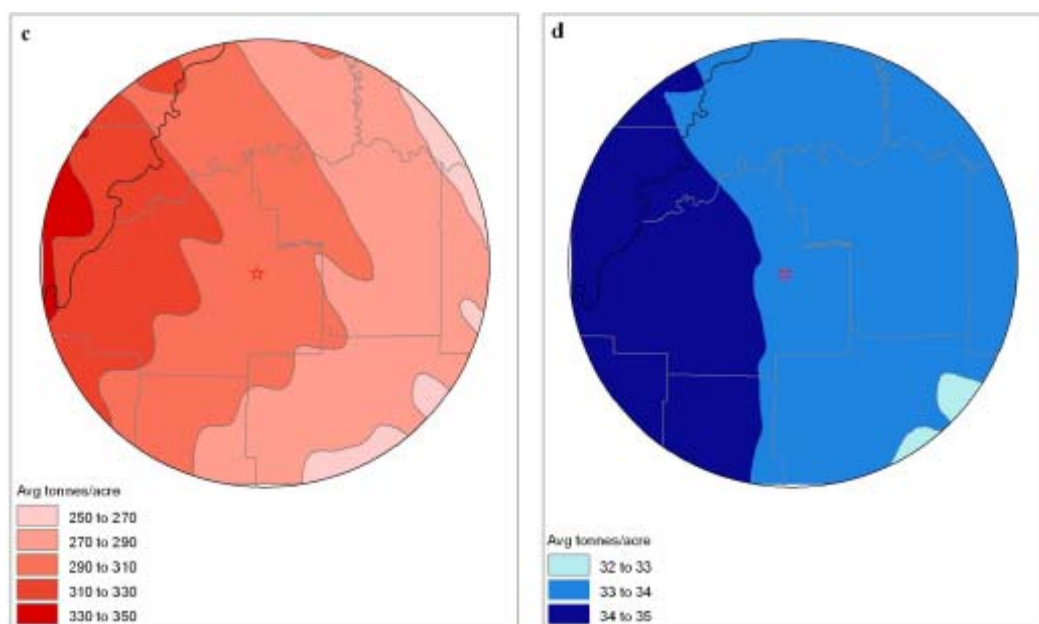 c
Avg tonnes/acre
250 to 270
270 to 290
290 to 310
310 to 330
330 to 350
d
Avg tonnes/acre
32 to 33
33 to 34
34 to 35